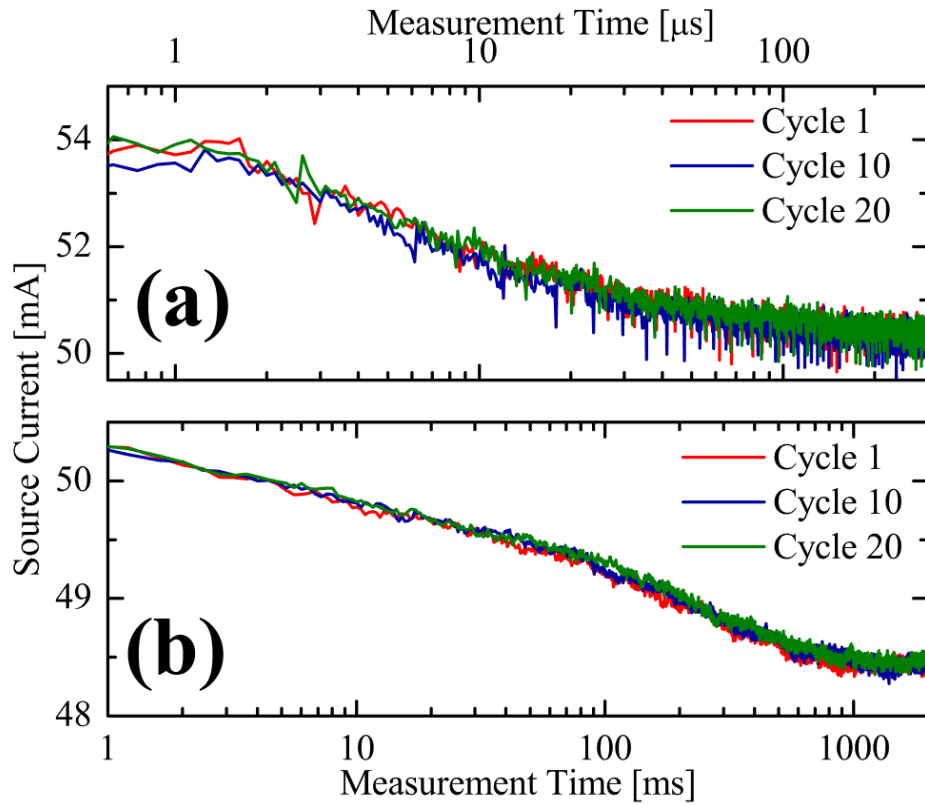 Measurement Time [μs]
1 10 100
54
52
50
Source Current [mA]
Cycle 1
Cycle 10
Cycle 20
(a)
50
49
48
Cycle 1
Cycle 10
Cycle 20
(b)
1 10 100 1000
Measurement Time [ms]